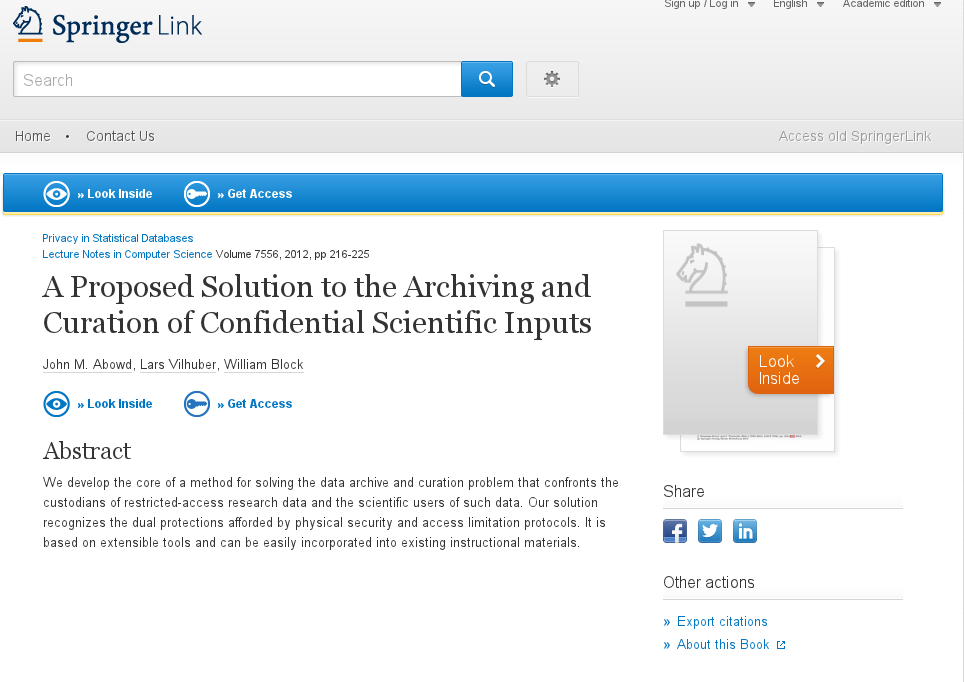 Sign up / Log in English Academic edition
Springer Link
Search
Home • Contact Us Access old SpringerLink
» Look Inside » Get Access
Privacy in Statistical Databases
Lecture Notes in Computer Science Volume 7556, 2012, pp 216-225
A Proposed Solution to the Archiving and
Curation of Confidential Scientific Inputs
John M. Abowd, Lars Vilhuber, William Block
» Look Inside » Get Access
Abstract
We develop the core of a method for solving the data archive and curation problem that confronts the
custodians of restricted-access research data and the scientific users of such data. Our solution
recognizes the dual protections afforded by physical security and access limitation protocols. It is
based on extensible tools and can be easily incorporated into existing instructional materials.
Look
Inside
Share
f
in
Other actions
» Export citations
» About this Book